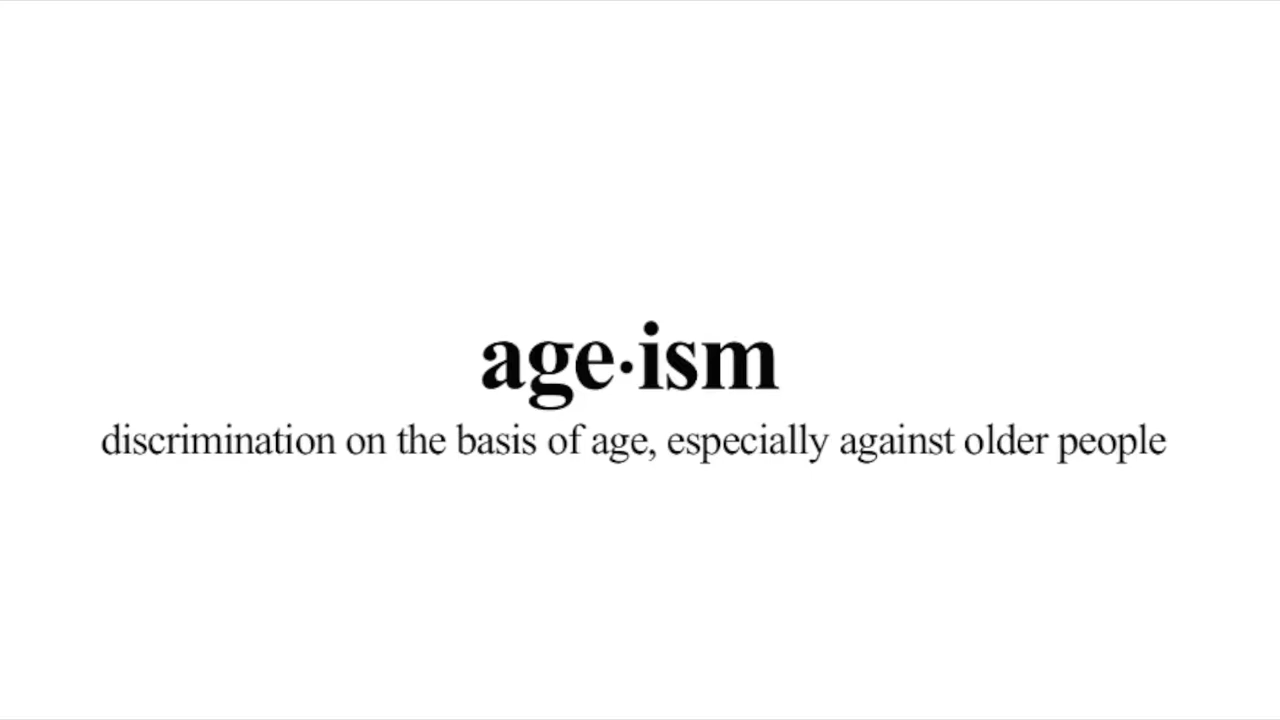 age·ism
discrimination on the basis of age, especially against older people